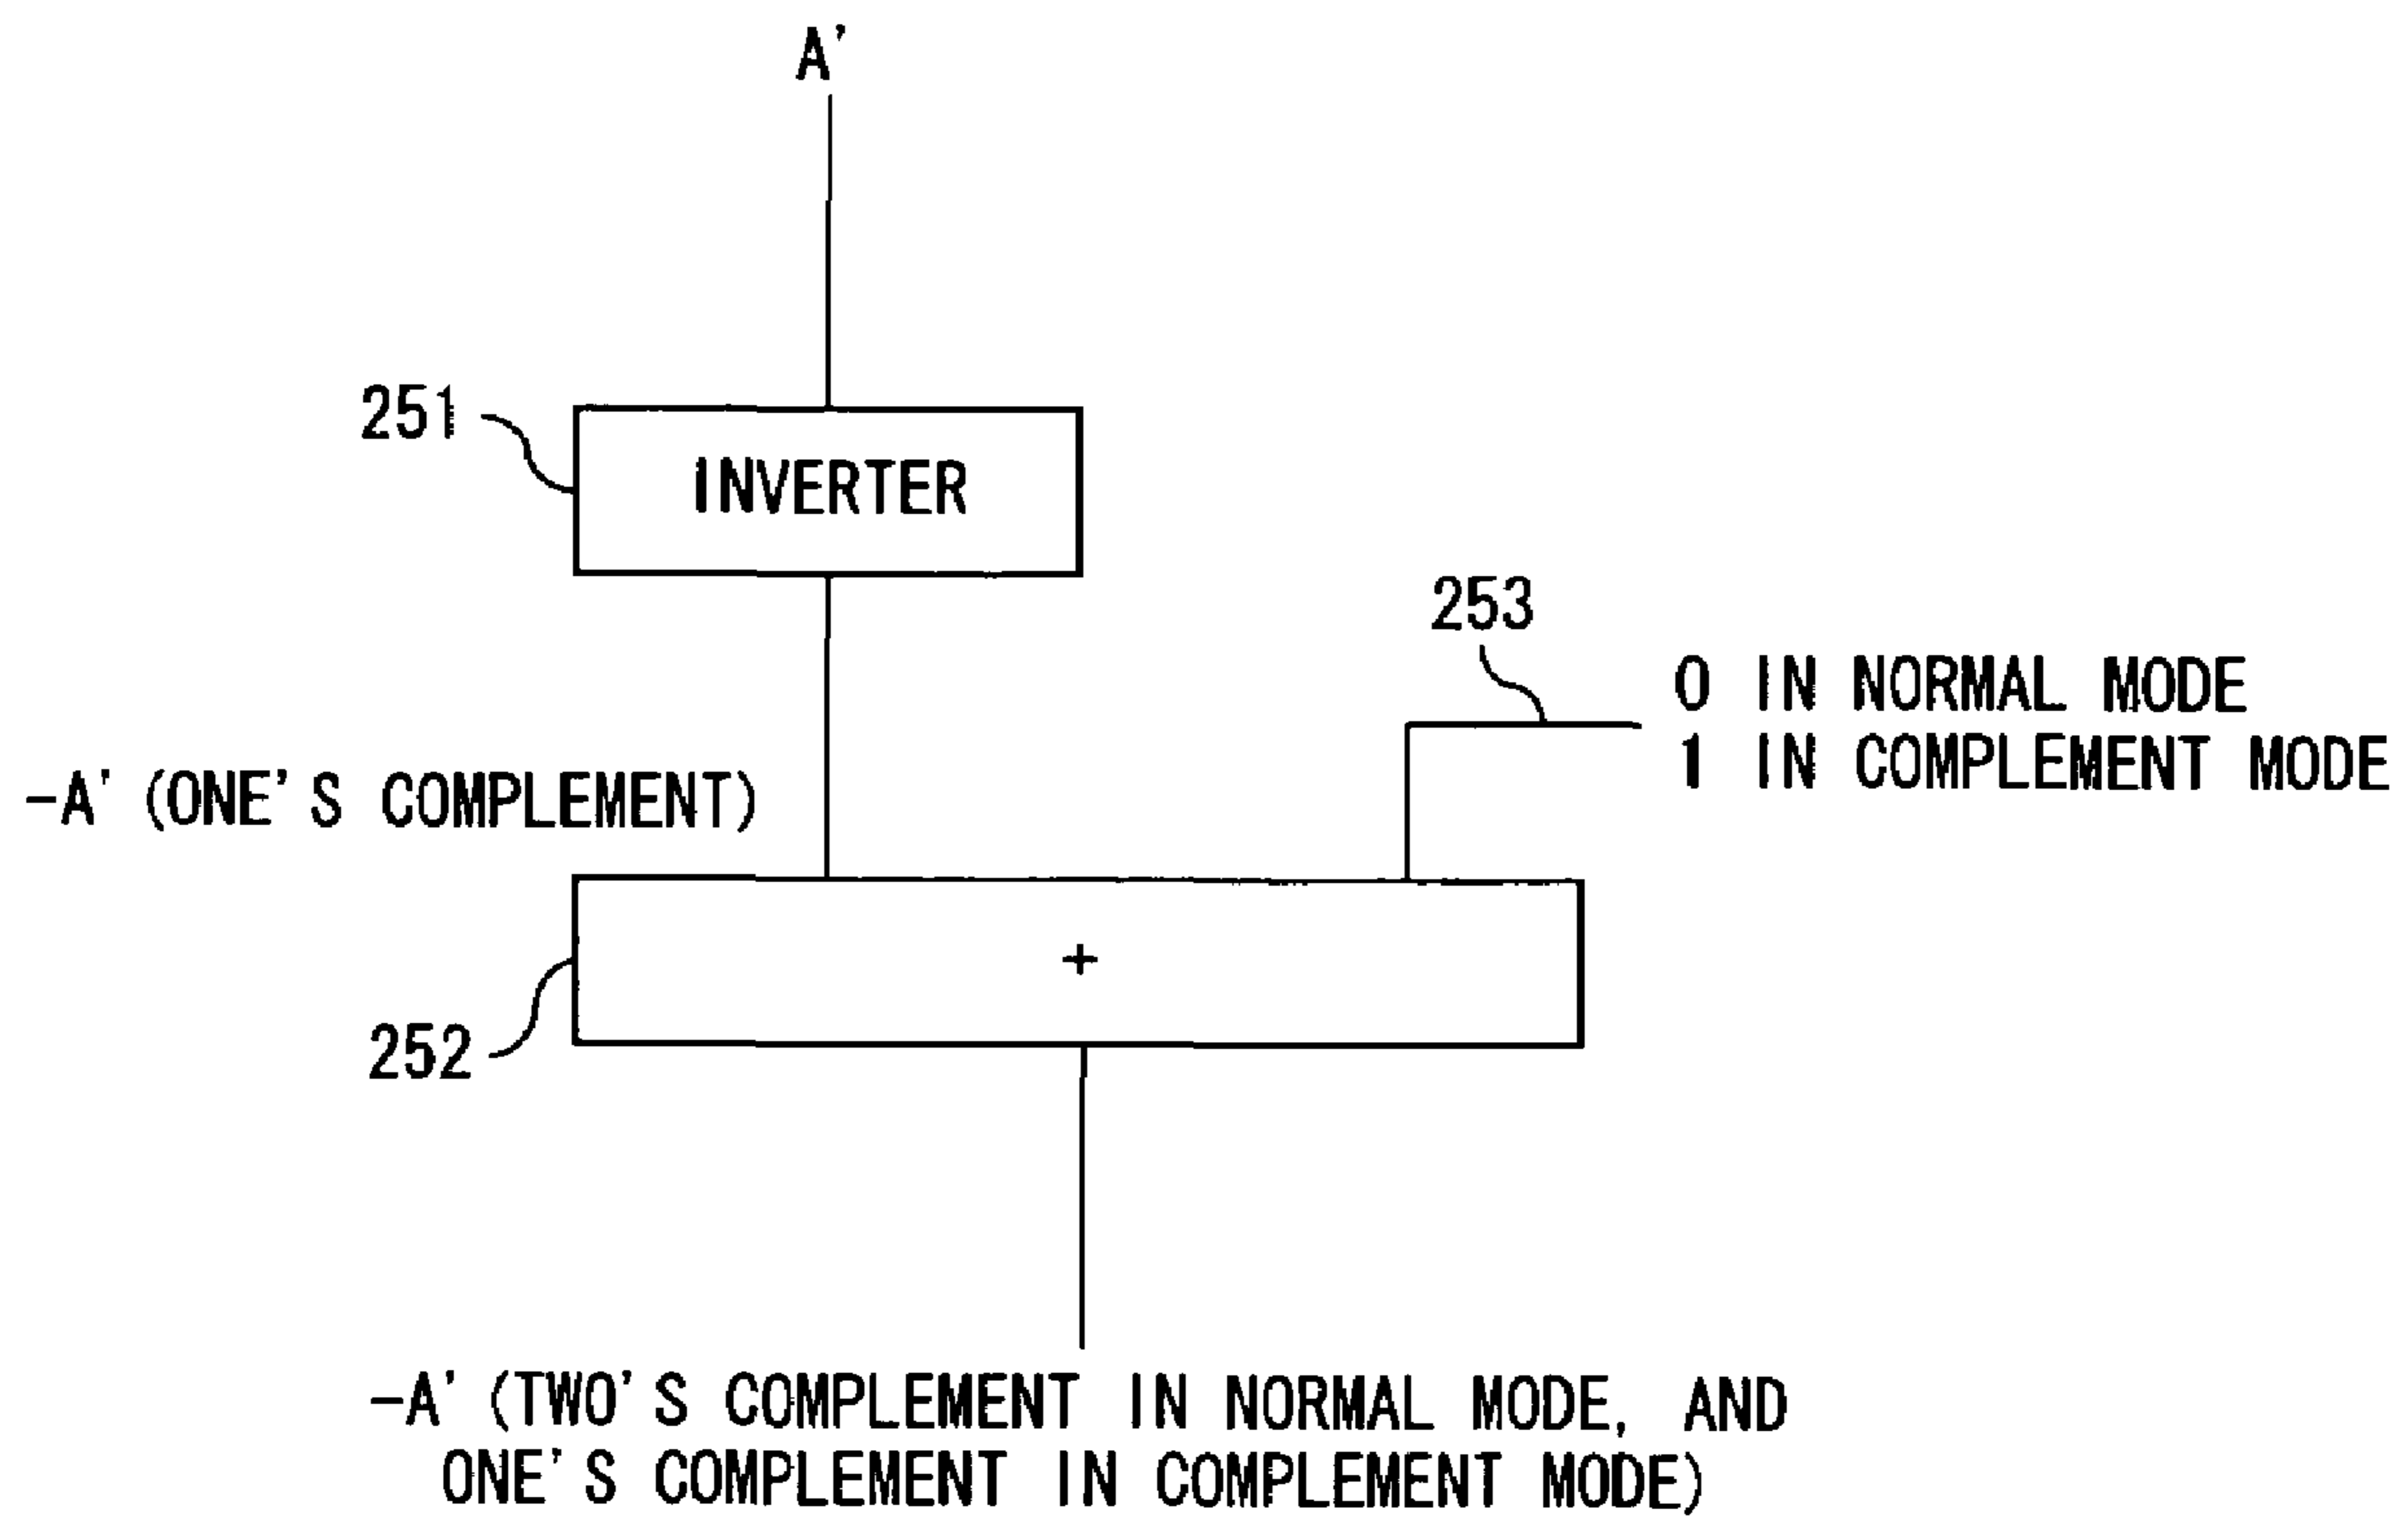 A'
251
INVERTER
253
0 IN NORMAL MODE
1 IN COMPLEMENT MODE
-A' (ONE'S COMPLEMENT)
+
252
-A' (TWO'S COMPLEMENT IN NORMAL MODE, AND
ONE'S COMPLEMENT IN COMPLEMENT MODE)